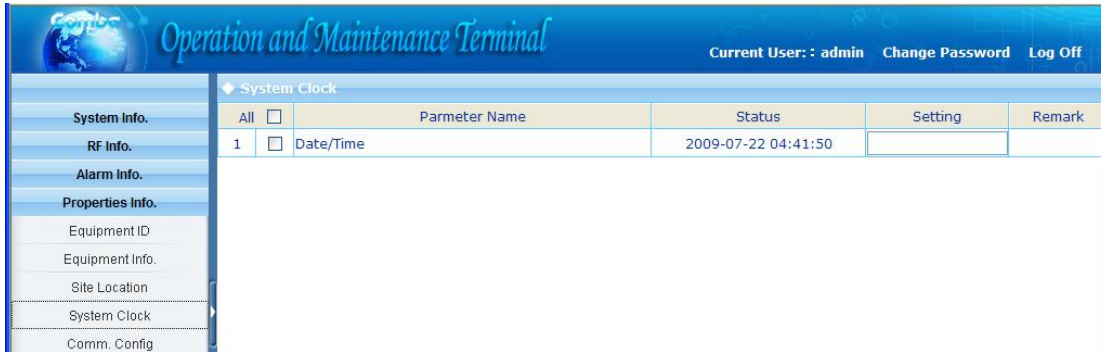 Comba
Operation and Maintenance Terminal
Current User: : admin Change Password Log Off
System Clock
All Parmeter Name Status Setting Remark
1 Date/Time 2009-07-22 04:41:50
System Info.
RF Info.
Alarm Info.
Properties Info.
Equipment ID
Equipment Info.
Site Location
System Clock
Comm. Config